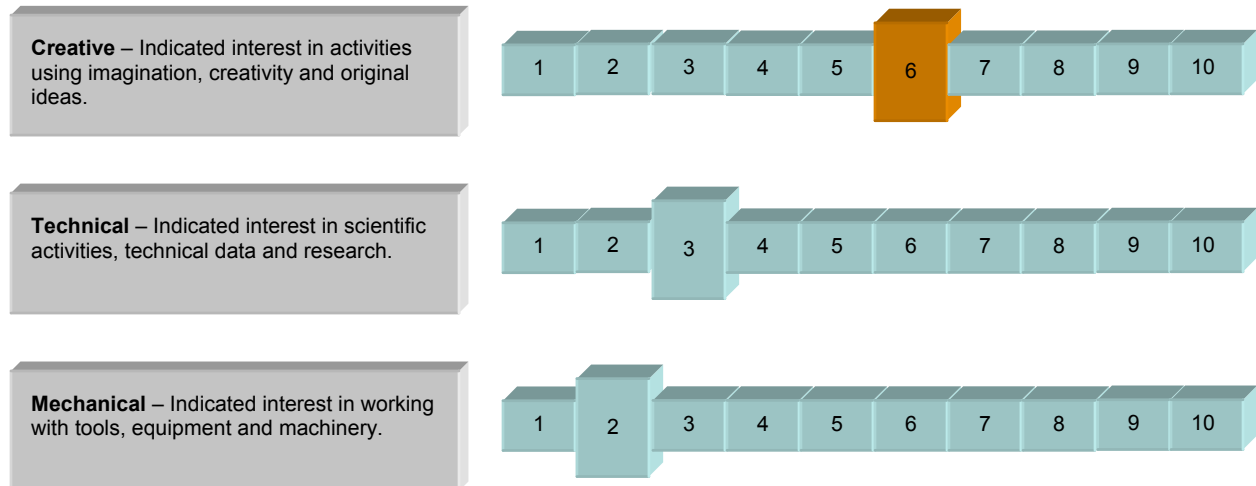 Creative – Indicated interest in activities
using imagination, creativity and original
ideas.
1 2 3 4 5 6 7 8 9 10
Technical – Indicated interest in scientific
activities, technical data and research.
1 2 3 4 5 6 7 8 9 10
Mechanical – Indicated interest in working
with tools, equipment and machinery.
1 2 3 4 5 6 7 8 9 10